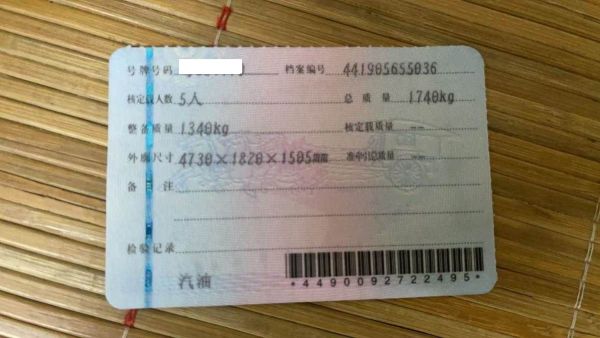 号牌号码 档案编号 441905655036
核定载人数 5人 总质量 1740kg
整备质量 1340kg 核定载质量 --
外廓尺寸 4730×1820×1505mm 准牵引总质量 --
备注
检验记录
汽油
*4490092722495*